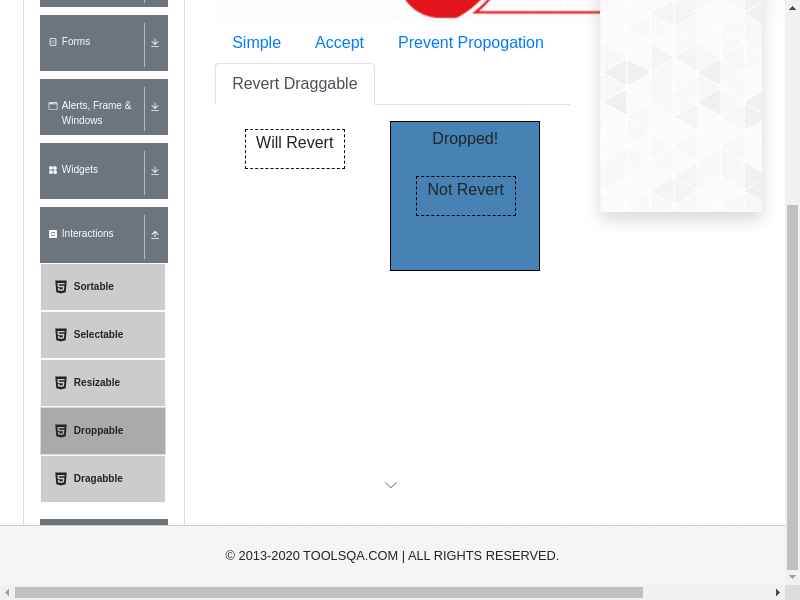 Forms
Alerts, Frame &
Windows
Widgets
Interactions
Sortable
Selectable
Resizable
Droppable
Dragabble
Simple
Accept
Prevent Propogation
Revert Draggable
Will Revert
Dropped!
Not Revert
© 2013-2020 TOOLSQA.COM | ALL RIGHTS RESERVED.